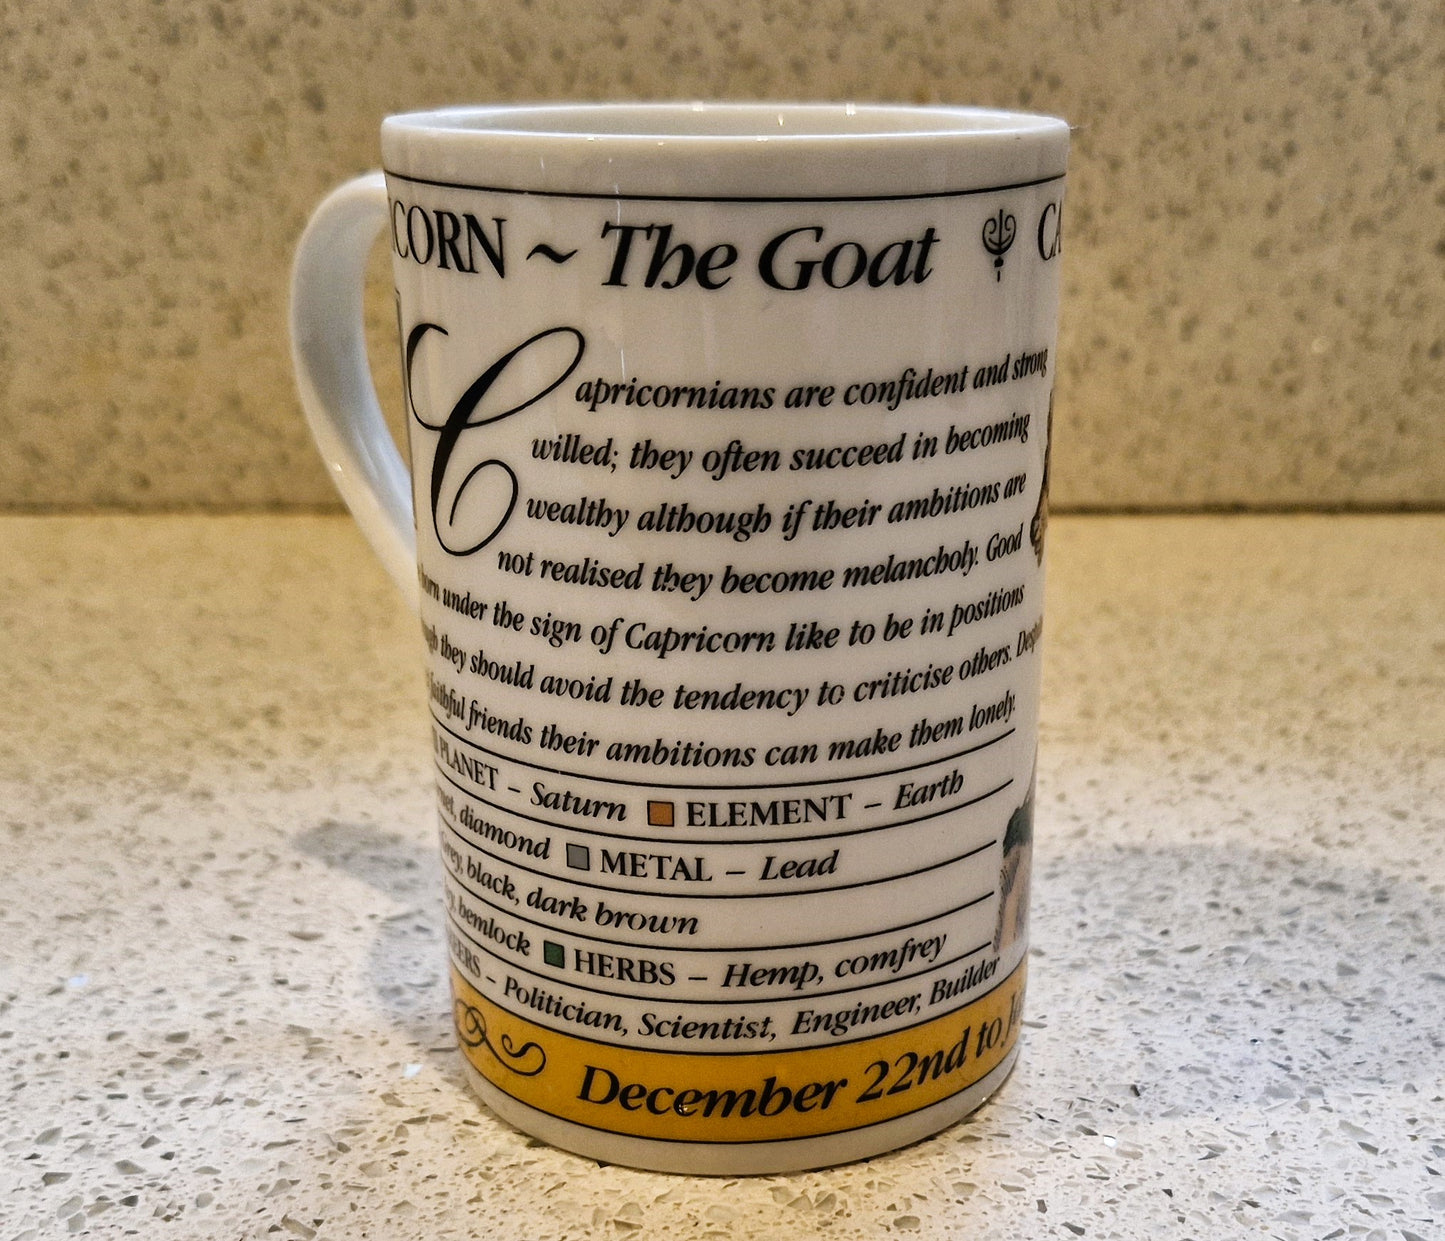 CORN ~ The Goat CA
Capricornians are confident and strong
willed; they often succeed in becoming
wealthy although if their ambitions are
not realised they become melancholy. Good
born under the sign of Capricorn like to be in positions
they should avoid the tendency to criticise others.
faithful friends their ambitions can make them lonely.
PLANET – Saturn ELEMENT – Earth
diamond METAL – Lead
black, dark brown
hemlock HERBS – Hemp, comfrey
– Politician, Scientist, Engineer, Builder
December 22nd to